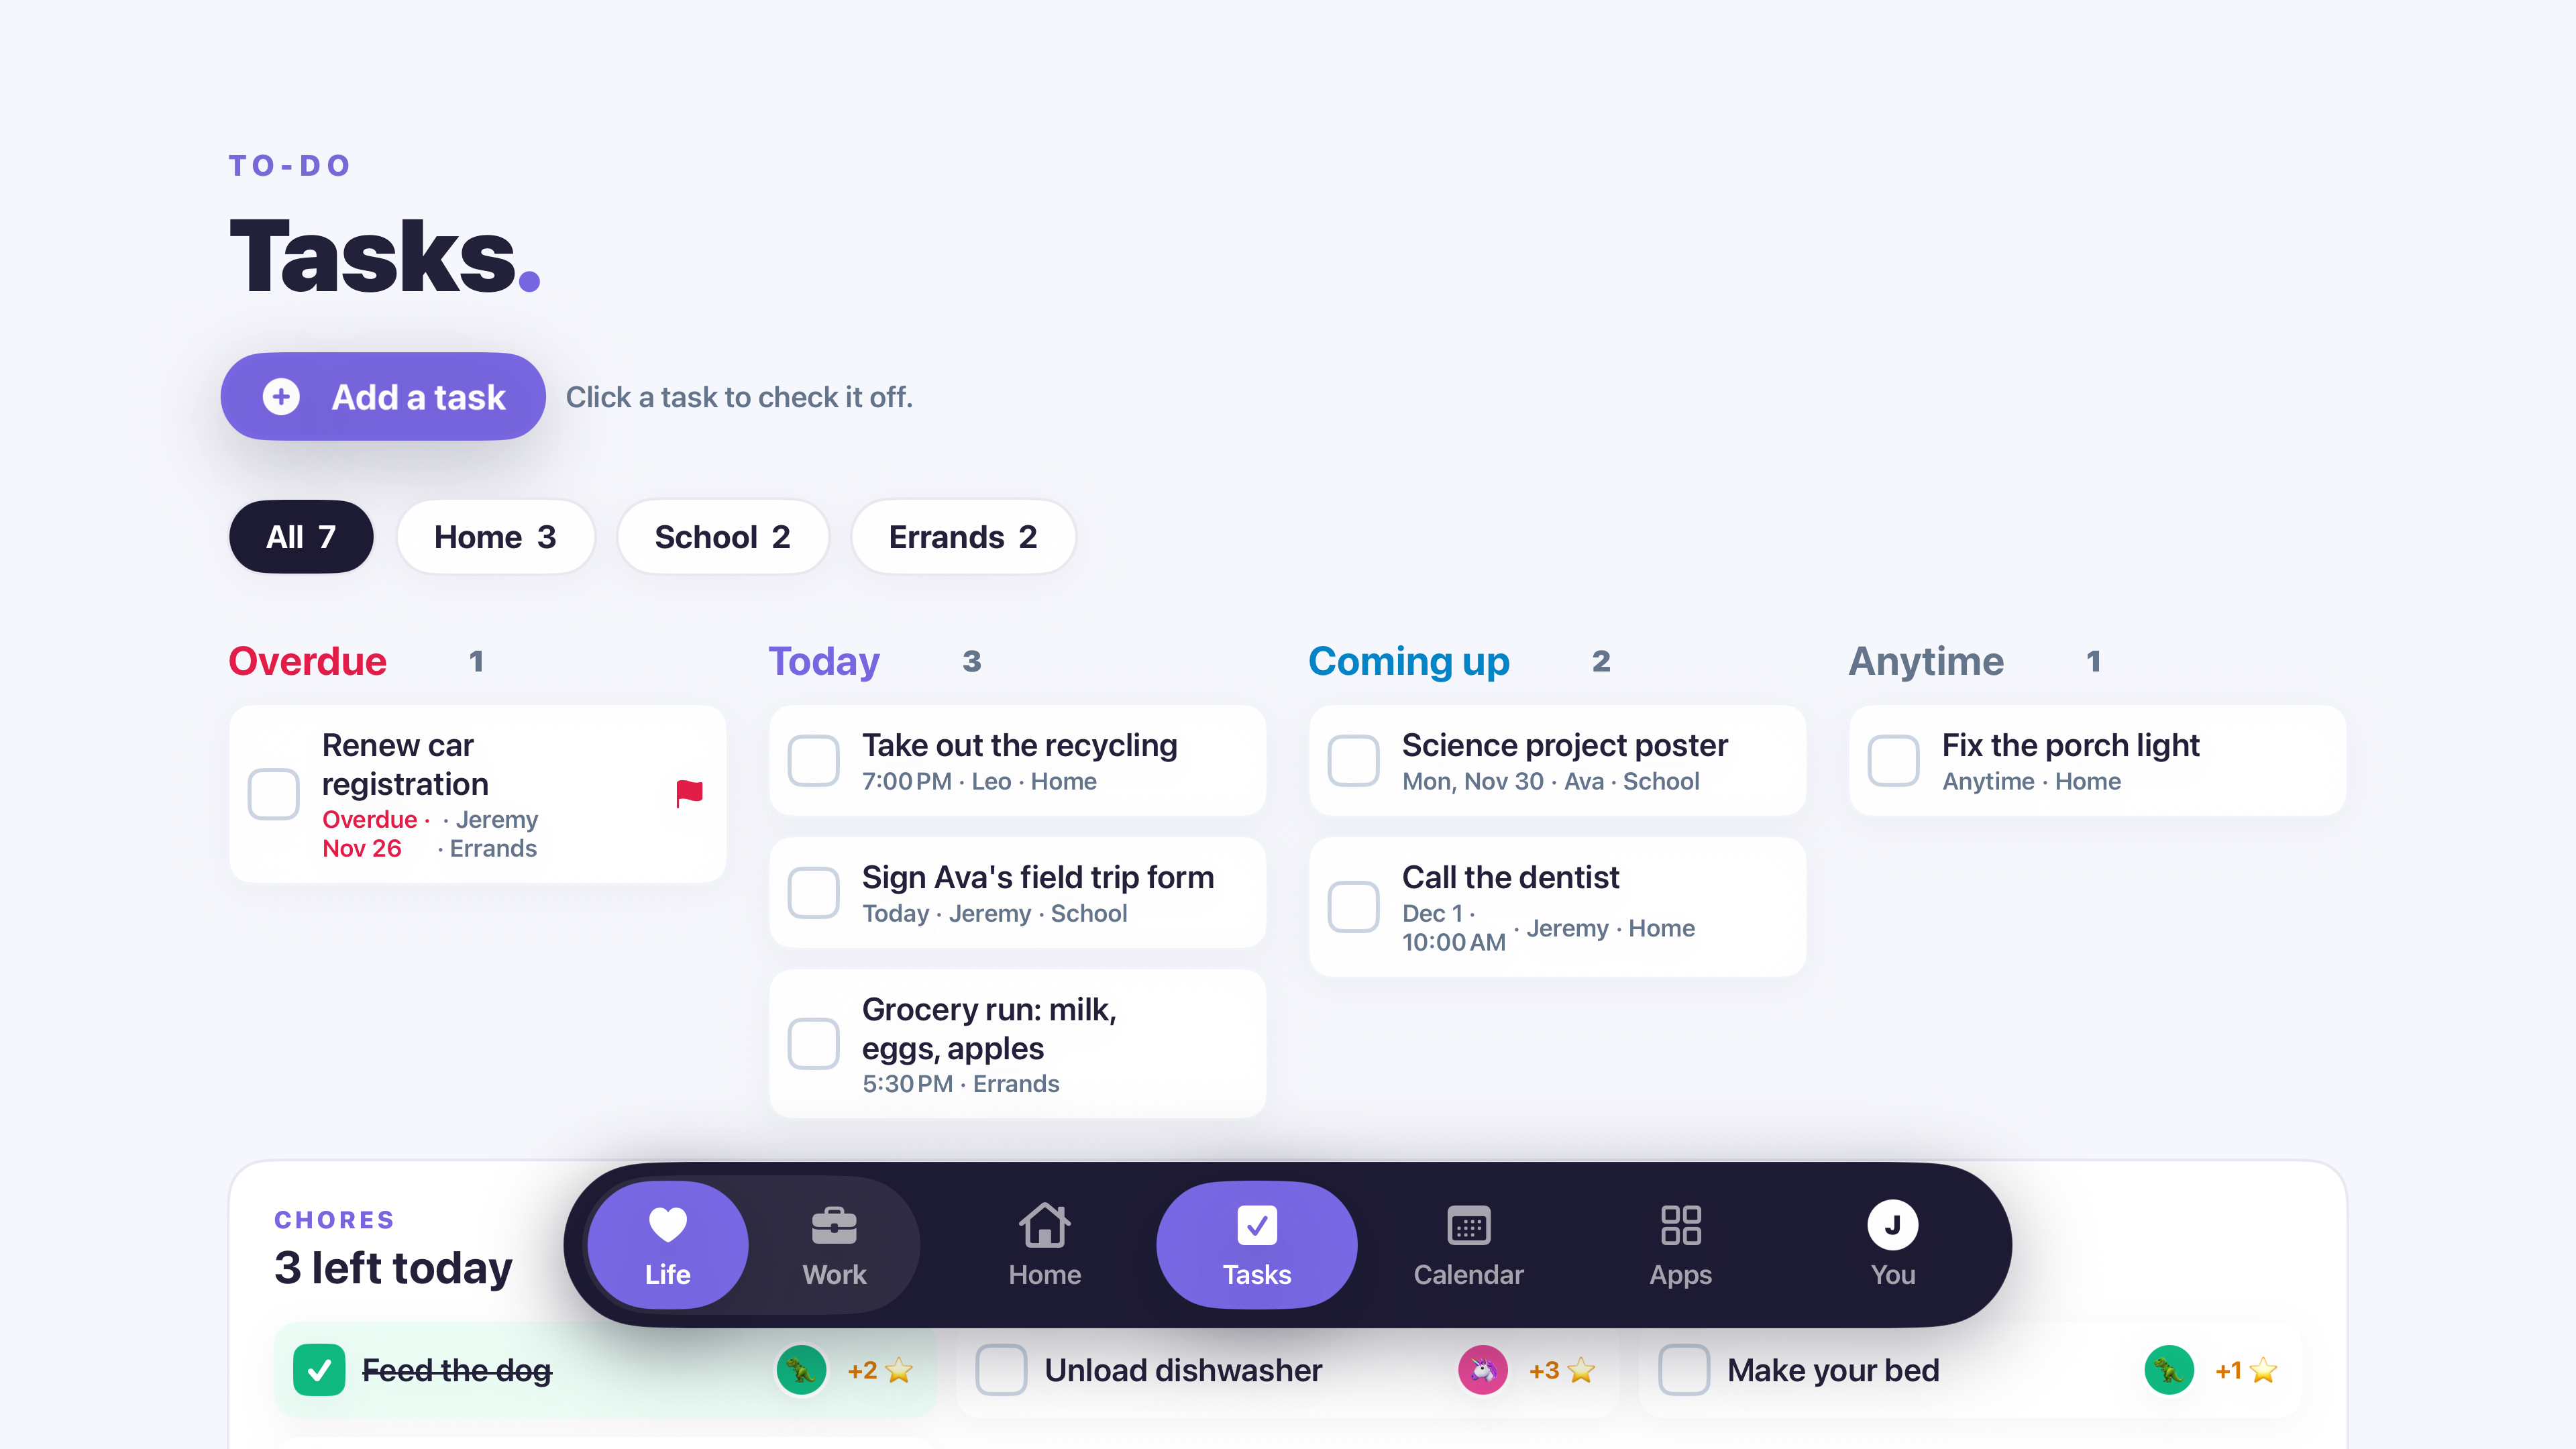 TO-DO
Tasks.
Add a task
Click a task to check it off.
All 7
Home 3
School 2
Errands 2
Overdue 1
Renew car
registration
Overdue · · Jeremy
Nov 26 · Errands
Today 3
Take out the recycling
7:00 PM · Leo · Home
Sign Ava's field trip form
Today · Jeremy · School
Grocery run: milk,
eggs, apples
5:30 PM · Errands
Coming up 2
Science project poster
Mon, Nov 30 · Ava · School
Call the dentist
Dec 1 ·
10:00 AM · Jeremy · Home
Anytime 1
Fix the porch light
Anytime · Home
CHORES
3 left today
Feed the dog +2
Unload dishwasher +3
Make your bed +1
Life
Work
Home
Tasks
Calendar
Apps
J
You